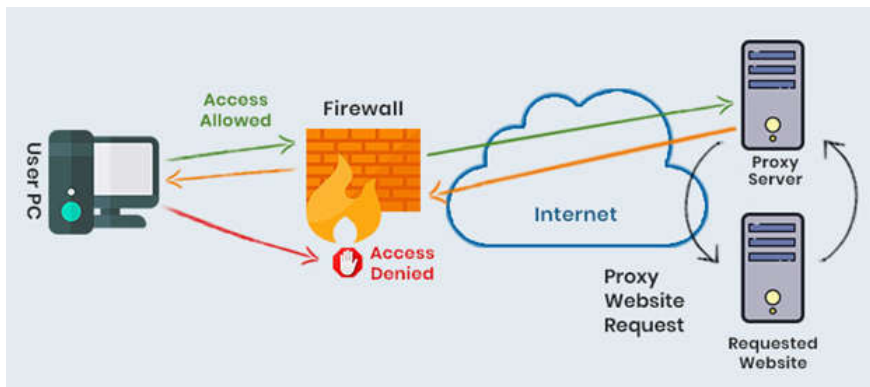 User PC
Access
Allowed
Firewall
Access
Denied
Internet
Proxy
Server
Proxy
Website
Request
Requested
Website